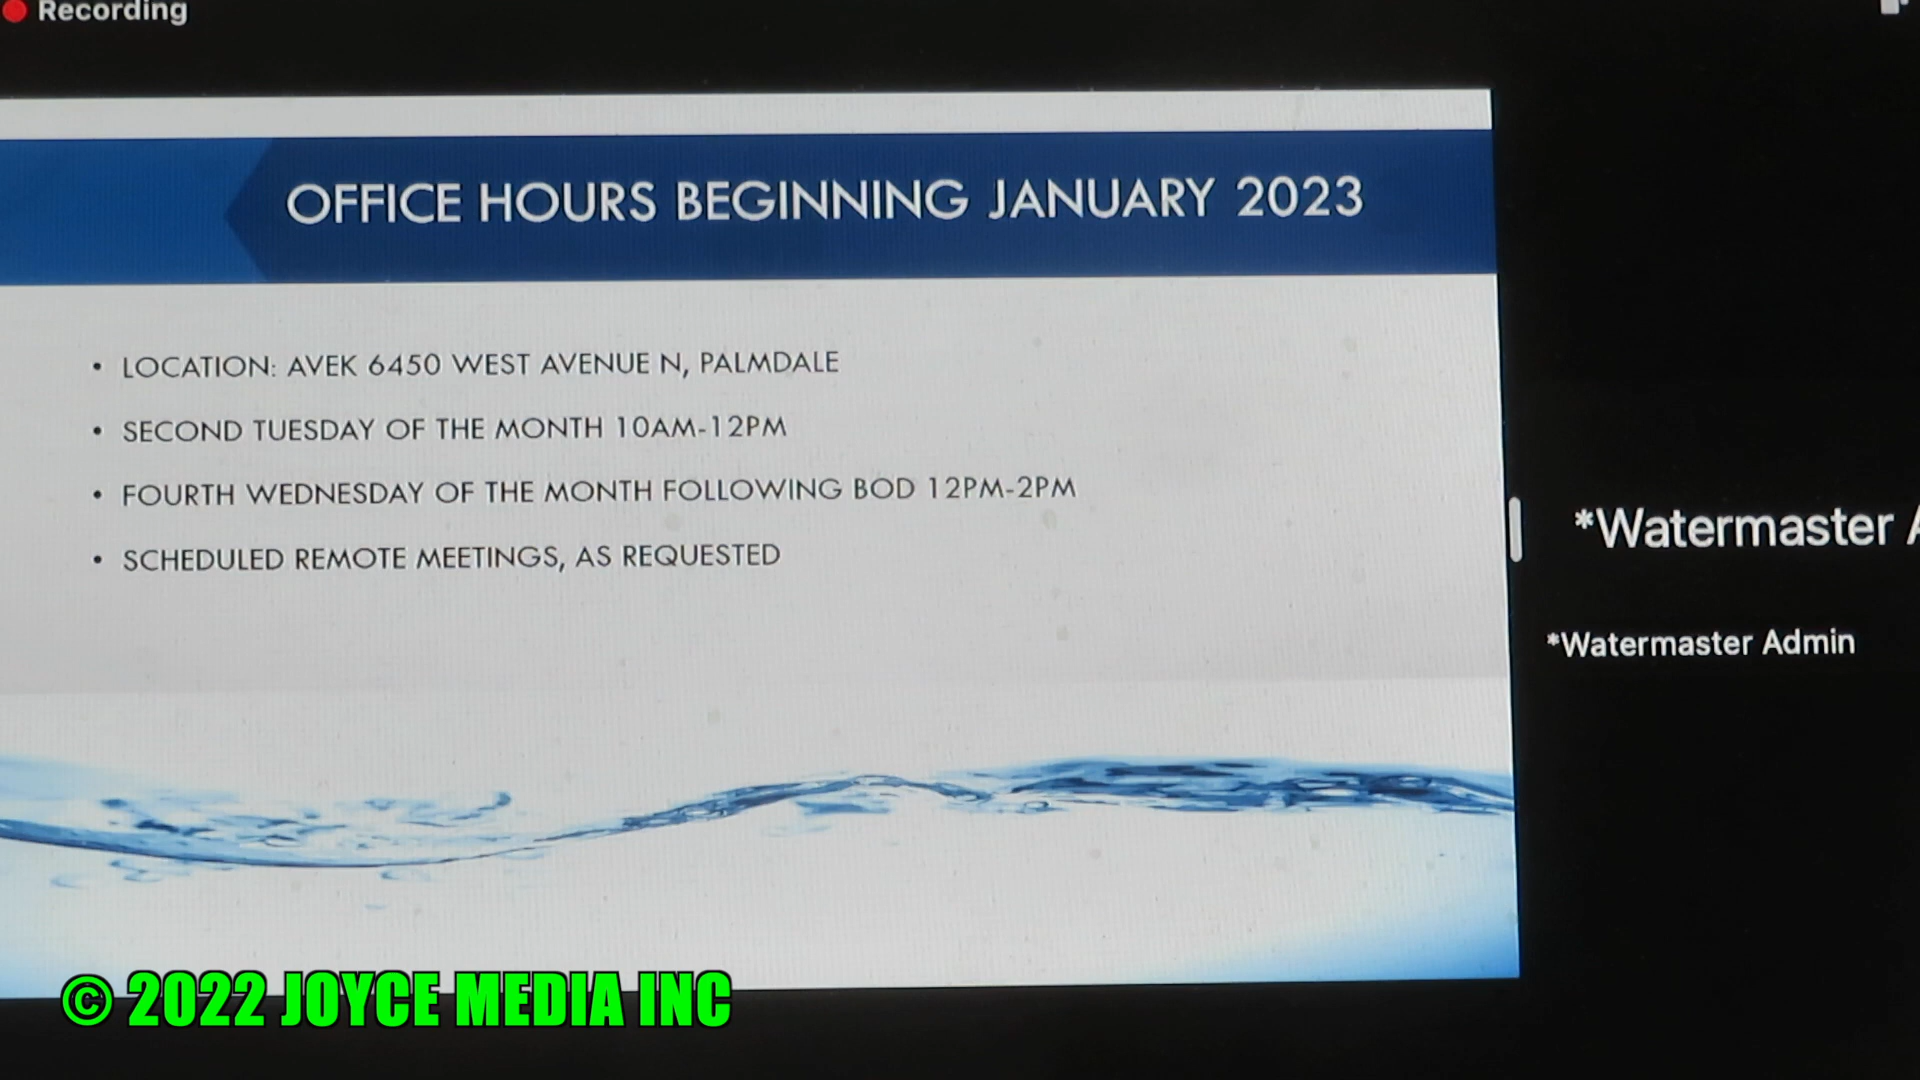 Recording
OFFICE HOURS BEGINNING JANUARY 2023
• LOCATION: AVEK 6450 WEST AVENUE N, PALMDALE
• SECOND TUESDAY OF THE MONTH 10AM-12PM
• FOURTH WEDNESDAY OF THE MONTH FOLLOWING BOD 12PM-2PM
• SCHEDULED REMOTE MEETINGS, AS REQUESTED
*Watermaster A
*Watermaster Admin
© 2022 JOYCE MEDIA INC